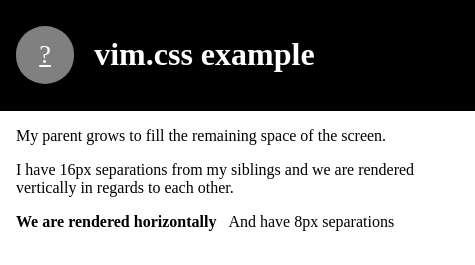 ?
vim.css example
My parent grows to fill the remaining space of the screen.
I have 16px separations from my siblings and we are rendered
vertically in regards to each other.
We are rendered horizontally And have 8px separations